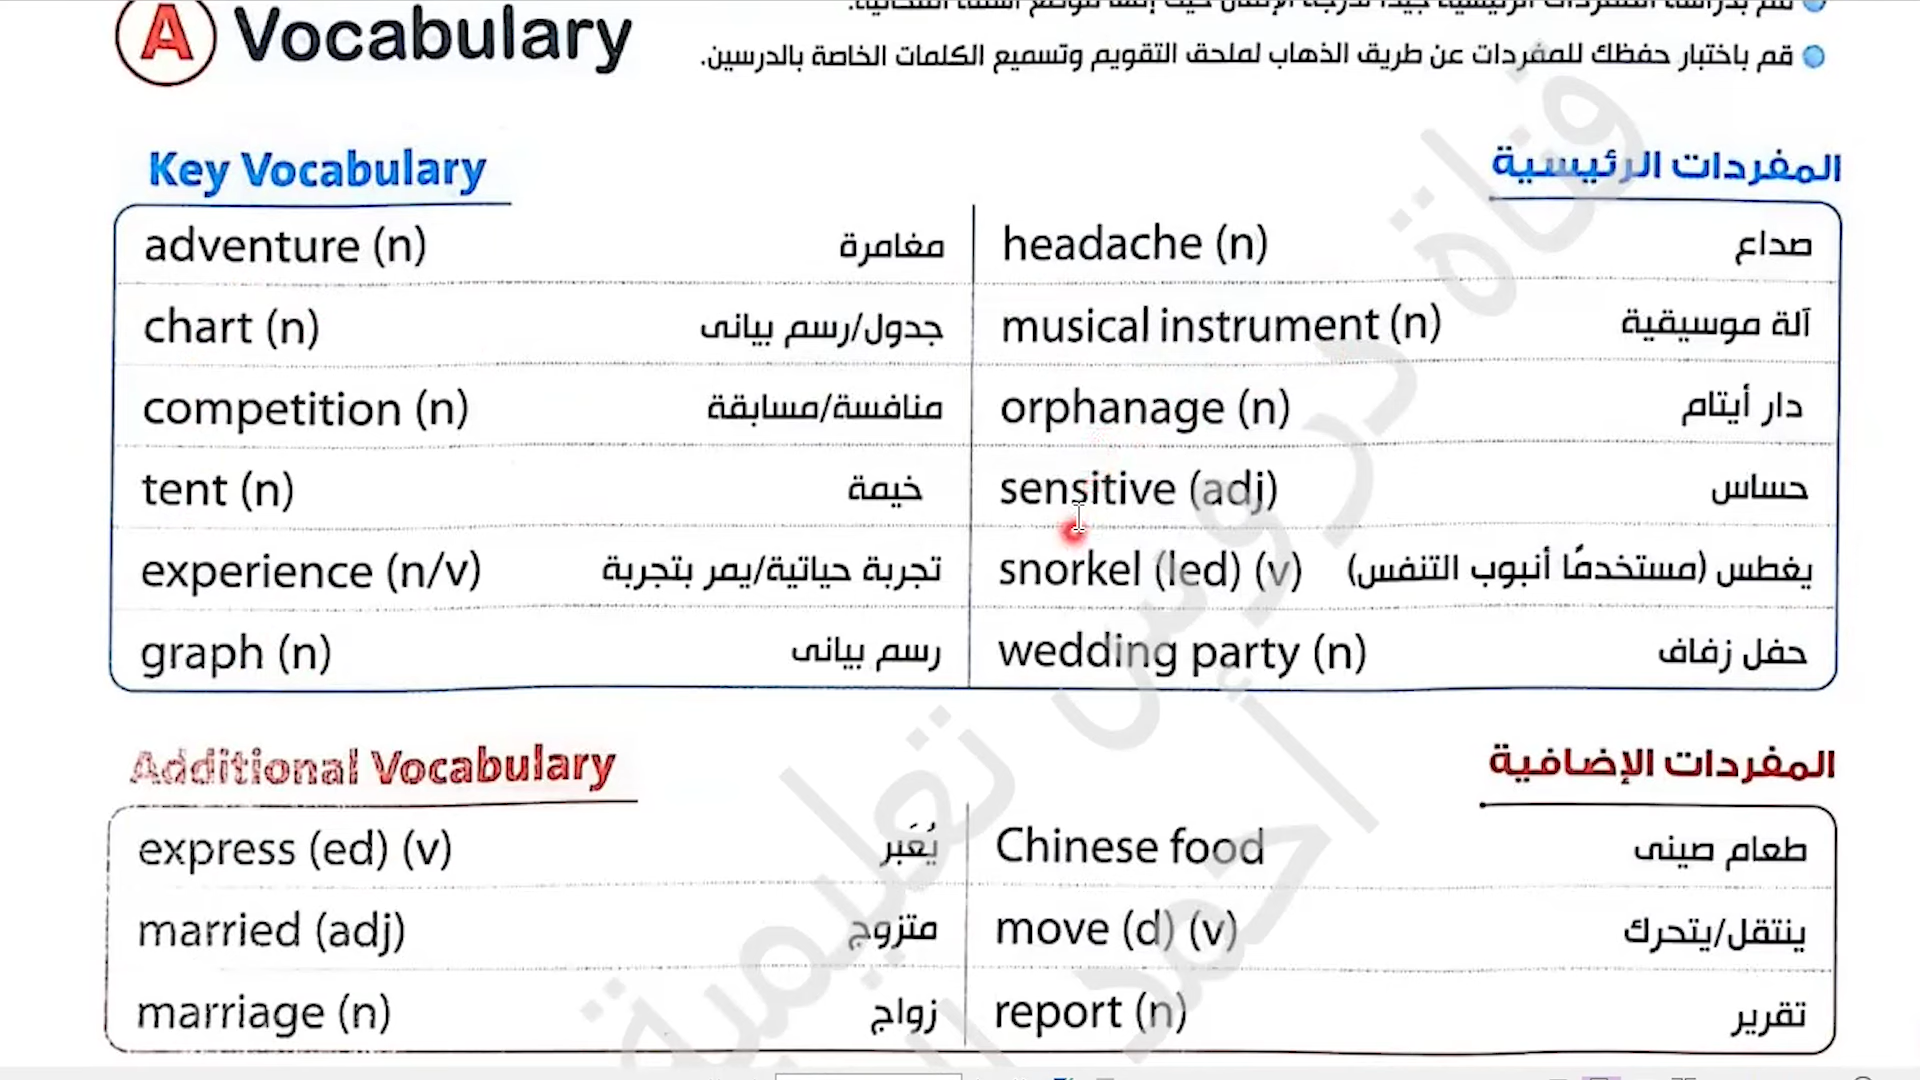 A Vocabulary
قم باختبار حفظك للمفردات عن طريق الذهاب لملحق التقويم وتسميع الكلمات الخاصة بالدرسين.
Key Vocabulary المفردات الرئيسية
adventure (n) مغامرة headache (n) صداع
chart (n) جدول/رسم بيانى musical instrument (n) آلة موسيقية
competition (n) منافسة/مسابقة orphanage (n) دار أيتام
tent (n) خيمة sensitive (adj) حساس
experience (n/v) تجربة حياتية/يمر بتجربة snorkel (led) (v) يغطس (مستخدمًا أنبوب التنفس)
graph (n) رسم بيانى wedding party (n) حفل زفاف
Additional Vocabulary المفردات الإضافية
express (ed) (v) يُعَبر Chinese food طعام صينى
married (adj) متزوج move (d) (v) ينتقل/يتحرك
marriage (n) زواج report (n) تقرير
قناة دروس تعليمية
أحمد